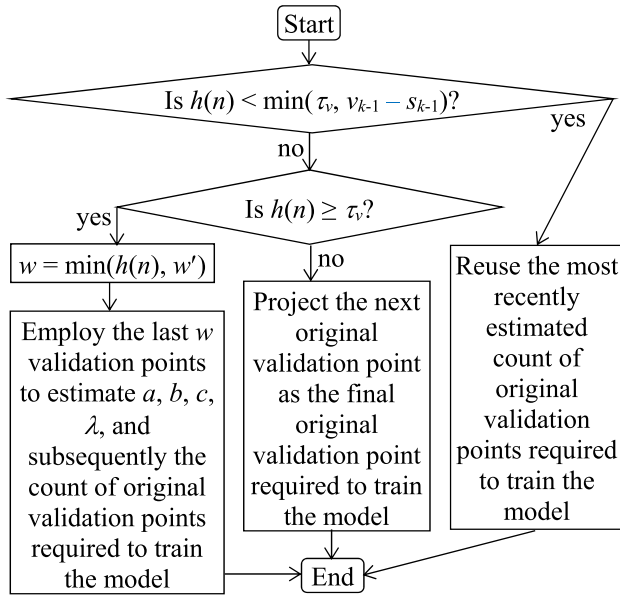 Start
Is h(n) < min(τᵥ, vₖ₋₁ – sₖ₋₁)?
yes
no
Is h(n) ≥ τᵥ?
yes
no
w = min(h(n), w′)
Employ the last w
validation points
to estimate a, b, c,
λ, and
subsequently the
count of original
validation points
required to train
the model
Project the next
original
validation point
as the final
original
validation point
required to train
the model
Reuse the most
recently
estimated
count of
original
validation
points required
to train the
model
End